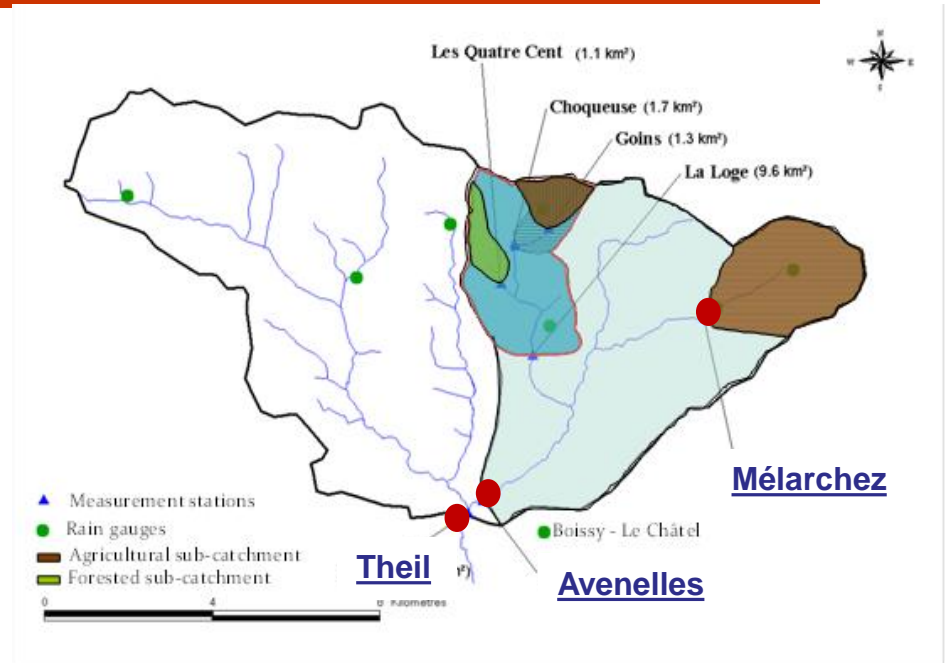 Les Quatre Cent (1.1 km²)
Choqueuse (1.7 km²)
Goins (1.3 km²)
La Loge (9.6 km²)
N
W E
Mélarchez
Measurement stations
Rain gauges
Agricultural sub-catchment
Forested sub-catchment
Boissy - Le Châtel
Theil
Avenelles
0 4